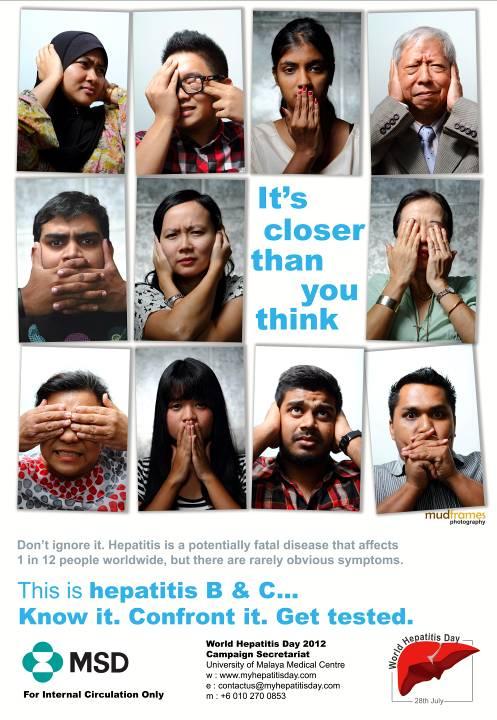 It's
closer
than
you
think
mudframes
photography
Don't ignore it. Hepatitis is a potentially fatal disease that affects
1 in 12 people worldwide, but there are rarely obvious symptoms.
This is hepatitis B & C...
Know it. Confront it. Get tested.
MSD
For Internal Circulation Only
World Hepatitis Day 2012
Campaign Secretariat
University of Malaya Medical Centre
w : www.myhepatitisday.com
e : contactus@myhepatitisday.com
m : +6 010 270 0853
World Hepatitis Day
28th July